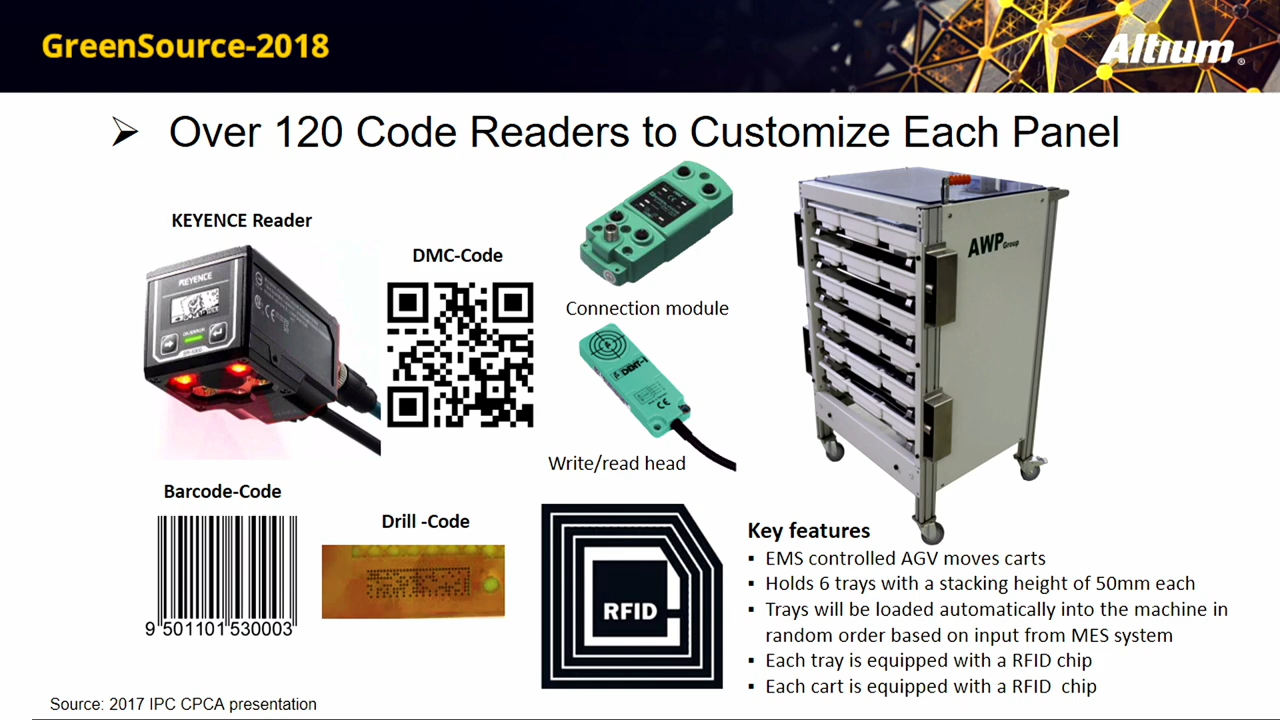 GreenSource-2018
Altium®
➢ Over 120 Code Readers to Customize Each Panel
KEYENCE Reader
KEYENCE
DMC-Code
Connection module
Write/read head
AWP Group
Barcode-Code
9 501101 530003
Drill -Code
RFID
Key features
▪ EMS controlled AGV moves carts
▪ Holds 6 trays with a stacking height of 50mm each
▪ Trays will be loaded automatically into the machine in
random order based on input from MES system
▪ Each tray is equipped with a RFID chip
▪ Each cart is equipped with a RFID  chip
Source: 2017 IPC CPCA presentation